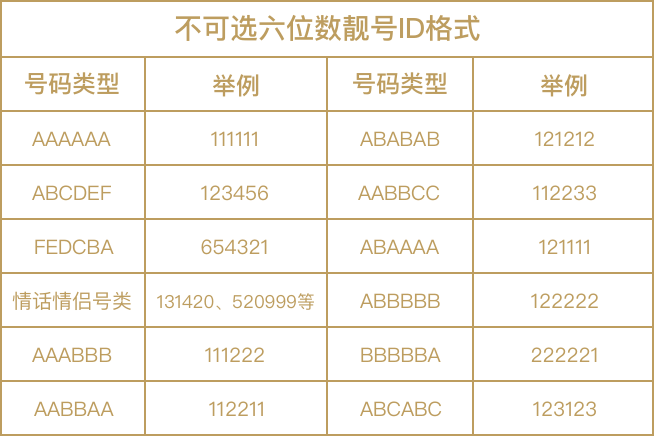 不可选六位数靓号ID格式
号码类型 举例 号码类型 举例
AAAAAA 111111 ABABAB 121212
ABCDEF 123456 AABBCC 112233
FEDCBA 654321 ABAAAA 121111
情话情侣号类 131420、520999等 ABBBBB 122222
AAABBB 111222 BBBBBA 222221
AABBAA 112211 ABCABC 123123